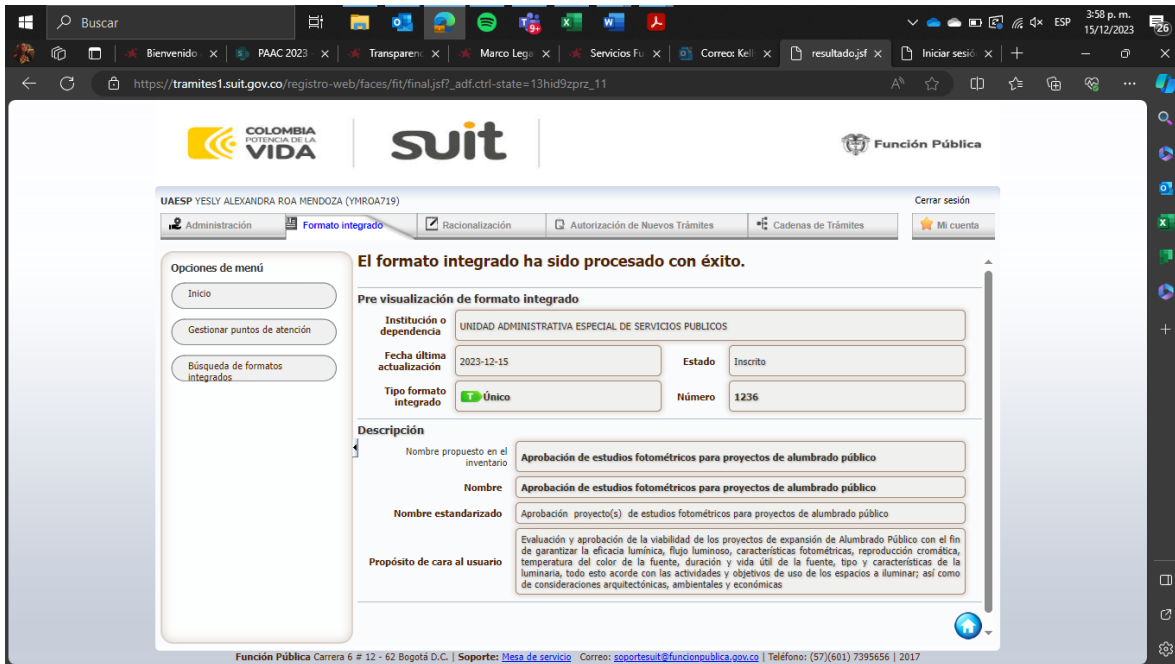 Buscar
ESP
3:58 p. m.
15/12/2023
26
Bienvenido
PAAC 2023
Transparenc
Marco Lega
Servicios Fu
Correo: Kell
resultado.jsf
Iniciar sesió
https://tramites1.suit.gov.co/registro-web/faces/fit/final.jsf?_adf.ctrl-state=13hid9zprz_11
COLOMBIA
POTENCIA DE LA
VIDA
suit
Función Pública
UAESP YESLY ALEXANDRA ROA MENDOZA (YMROA719)
Cerrar sesión
Administración
Formato integrado
Racionalización
Autorización de Nuevos Trámites
Cadenas de Trámites
Mi cuenta
Opciones de menú
Inicio
Gestionar puntos de atención
Búsqueda de formatos
integrados
El formato integrado ha sido procesado con éxito.
Pre visualización de formato integrado
Institución o
dependencia
UNIDAD ADMINISTRATIVA ESPECIAL DE SERVICIOS PUBLICOS
Fecha última
actualización
2023-12-15
Estado
Inscrito
Tipo formato
integrado
T Único
Número
1236
Descripción
Nombre propuesto en el
inventario
Aprobación de estudios fotométricos para proyectos de alumbrado público
Nombre
Aprobación de estudios fotométricos para proyectos de alumbrado público
Nombre estandarizado
Aprobación proyecto(s) de estudios fotométricos para proyectos de alumbrado público
Propósito de cara al usuario
Evaluación y aprobación de la viabilidad de los proyectos de expansión de Alumbrado Público con el fin
de garantizar la eficacia lumínica, flujo luminoso, características fotométricas, reproducción cromática,
temperatura del color de la fuente, duración y vida útil de la fuente, tipo y características de la
luminaria, todo esto acorde con las actividades y objetivos de uso de los espacios a iluminar; así como
de consideraciones arquitectónicas, ambientales y económicas
Función Pública Carrera 6 # 12 - 62 Bogotá D.C. | Soporte: Mesa de servicio Correo: soportesuit@funcionpublica.gov.co | Teléfono: (57)(601) 7395656 | 2017